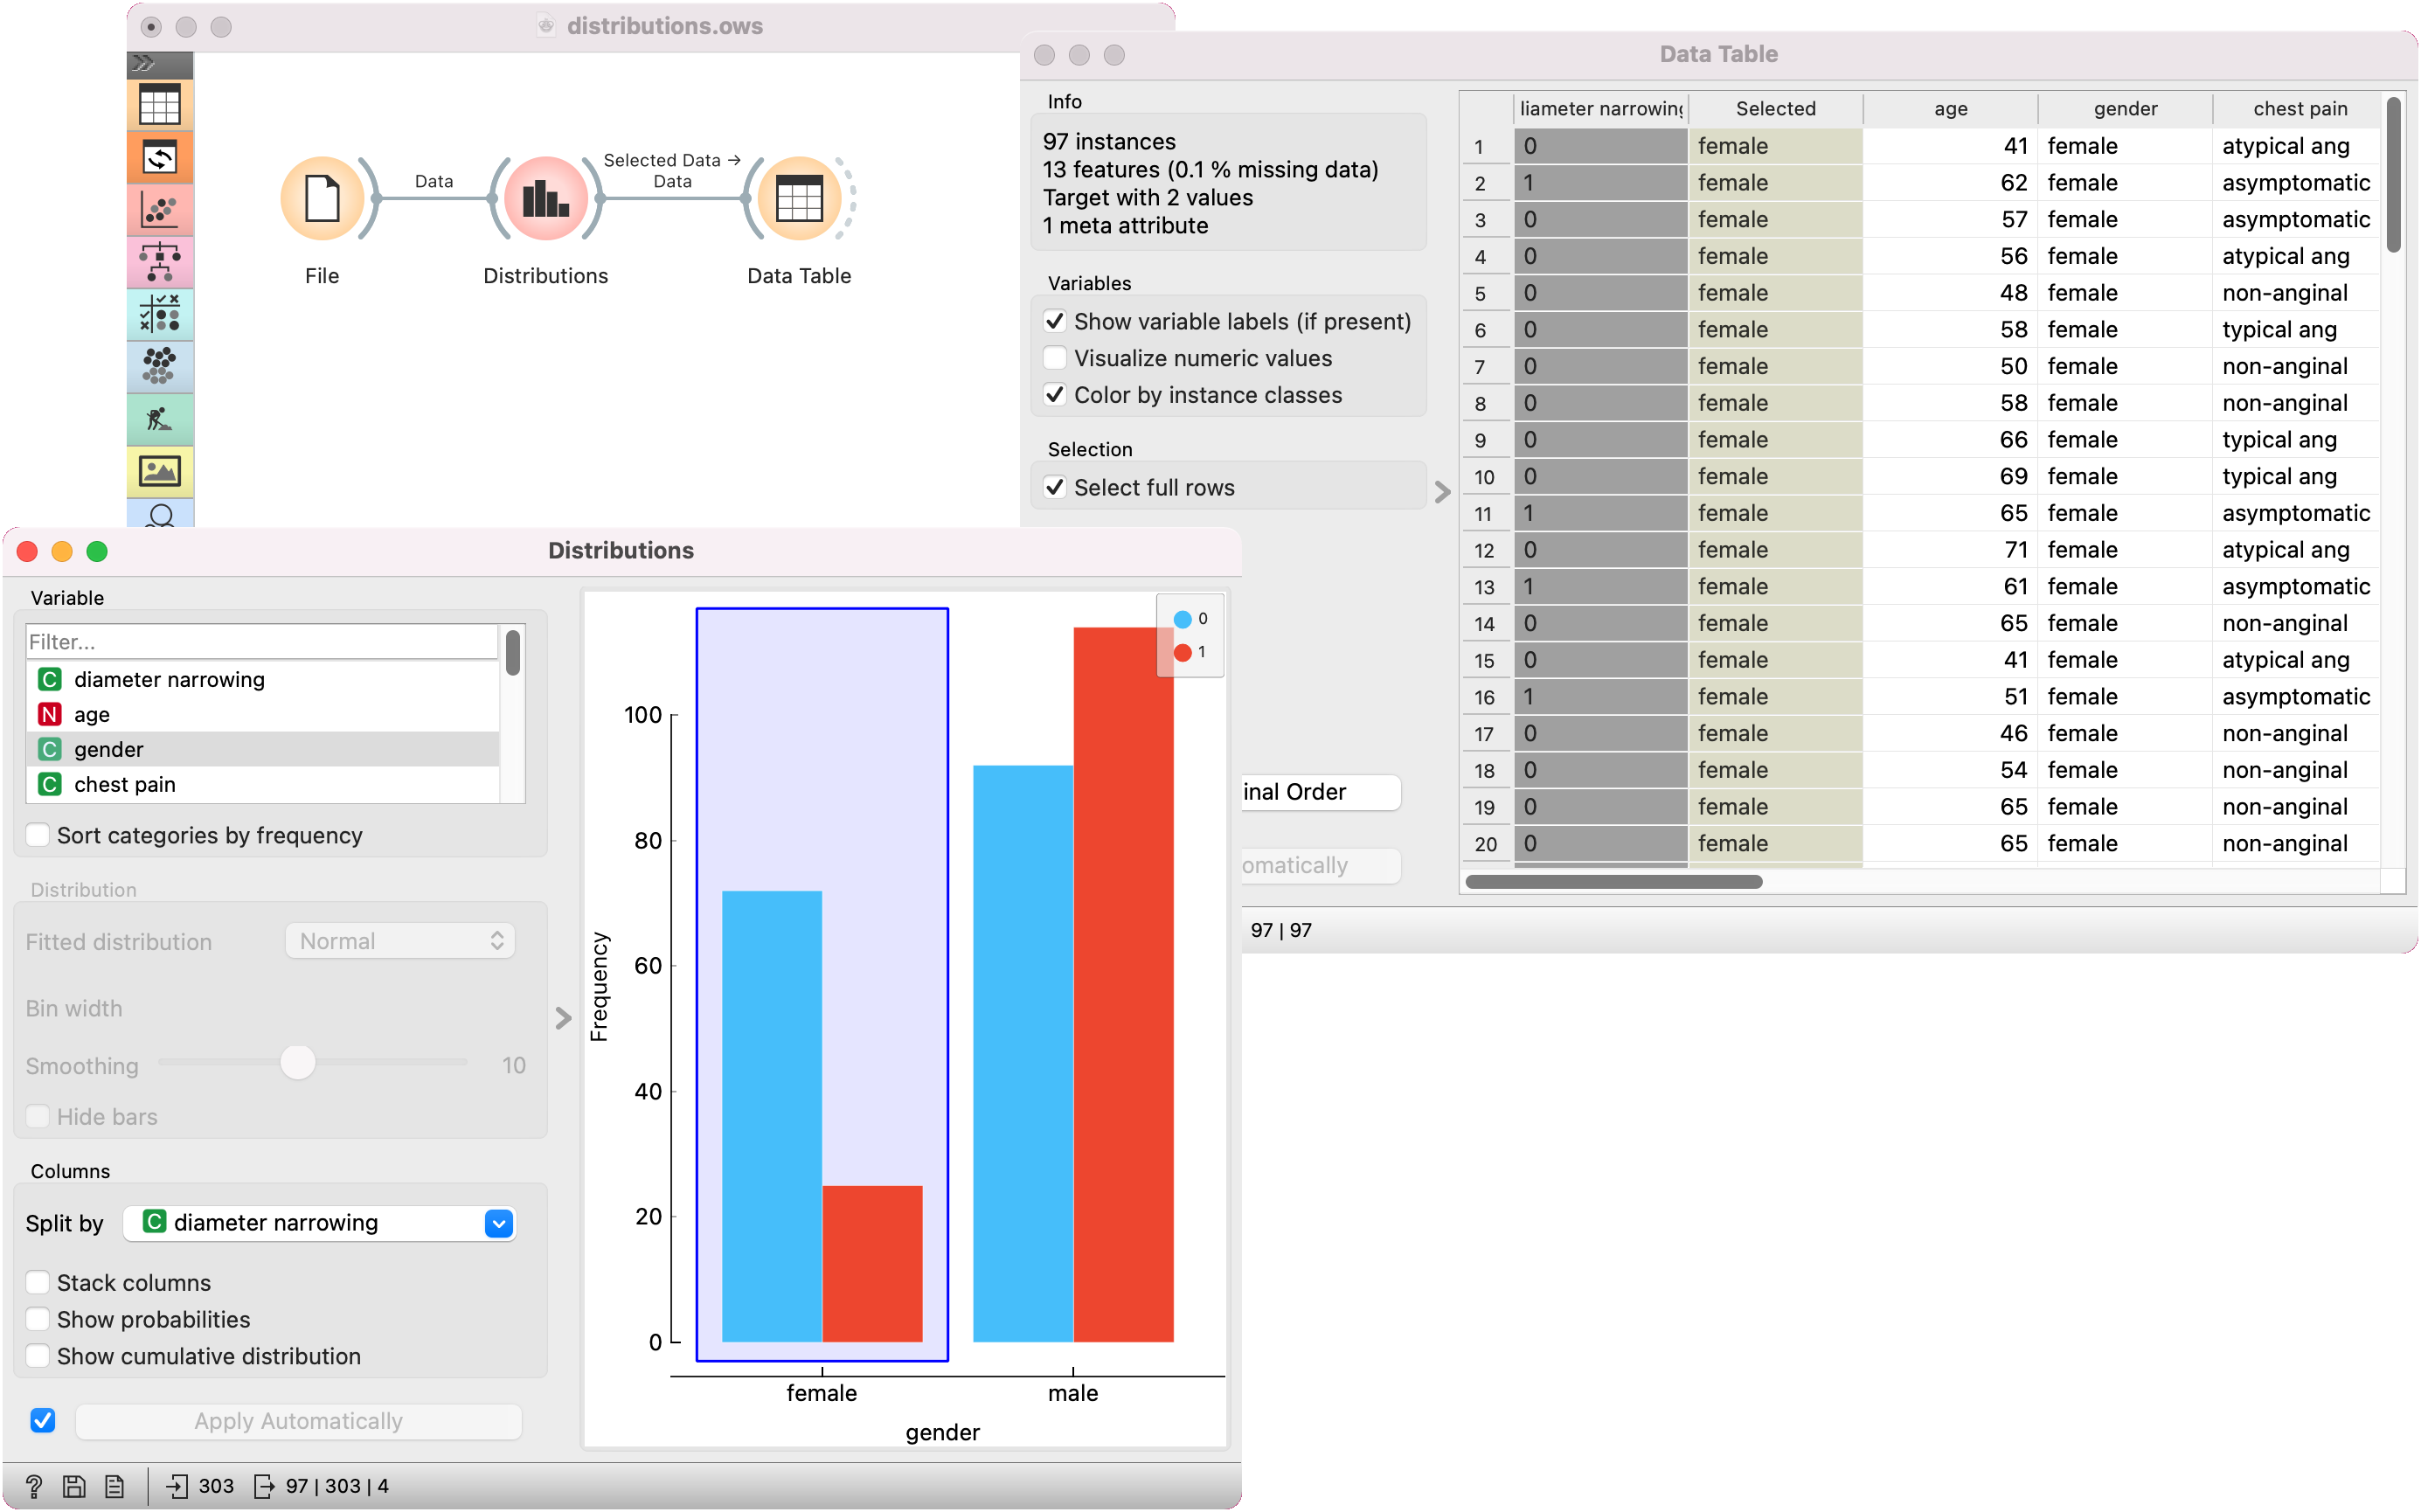 distributions.ows
Data
Selected Data →
Data
File
Distributions
Data Table
Data Table
Info
97 instances
13 features (0.1 % missing data)
Target with 2 values
1 meta attribute
Variables
Show variable labels (if present)
Visualize numeric values
Color by instance classes
Selection
Select full rows
inal Order
omatically
97 | 97
liameter narrowing Selected age gender chest pain
1 0 female 41 female atypical ang
2 1 female 62 female asymptomatic
3 0 female 57 female asymptomatic
4 0 female 56 female atypical ang
5 0 female 48 female non-anginal
6 0 female 58 female typical ang
7 0 female 50 female non-anginal
8 0 female 58 female non-anginal
9 0 female 66 female typical ang
10 0 female 69 female typical ang
11 1 female 65 female asymptomatic
12 0 female 71 female atypical ang
13 1 female 61 female asymptomatic
14 0 female 65 female non-anginal
15 0 female 41 female atypical ang
16 1 female 51 female asymptomatic
17 0 female 46 female non-anginal
18 0 female 54 female non-anginal
19 0 female 65 female non-anginal
20 0 female 65 female non-anginal
Distributions
Variable
Filter...
C diameter narrowing
N age
C gender
C chest pain
Sort categories by frequency
Distribution
Fitted distribution Normal
Bin width
Smoothing 10
Hide bars
Columns
Split by C diameter narrowing
Stack columns
Show probabilities
Show cumulative distribution
Apply Automatically
? 303 97 | 303 | 4
0
1
100
80
60
40
20
0
Frequency
female male
gender